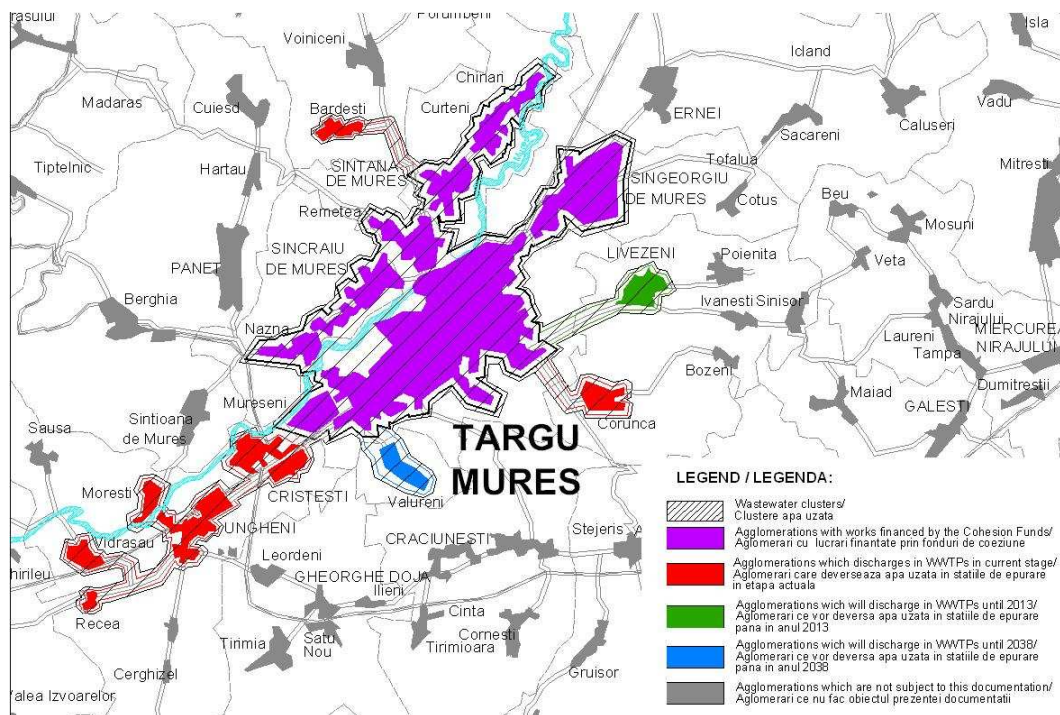 rasului
Porumbeni
Isla
Voiniceni
Icland
Chinari
Madaras
Cuiesd
Bardesti
Curteni
ERNEI
Vadu
Caluseri
Sacareni
Tiptelnic
Hartau
SINTANA
DE MURES
Tofalua
Mitresti
SINGEORGIU
DE MURES
Cotus
Beu
Remetea
Mosuni
SINCRAIU
DE MURES
LIVEZENI
Poienita
PANET
Veta
Berghia
Ivanesti
Sinisor
Sardu
Nirajului
Nazna
Laureni
MIERCUREA
NIRAJULUI
Tampa
Bozeni
Dumitrestii
Mureseni
Maiad
Sintioana
de Mures
GALESTI
Sausa
Corunca
TARGU
MURES
CRISTESTI
Valureni
Moresti
UNGHENI
Vidrasau
Stejeris
CRACIUNESTI
Leordeni
hirileu
GHEORGHE DOJA
Ilieni
Recea
Cinta
Tirimia
Satu
Nou
Tirimioara
Cornesti
Cerghizel
Gruisor
Valea Izvoarelor
LEGEND / LEGENDA:
Wastewater clusters/
Clustere apa uzata
Agglomerations with works financed by the Cohesion Funds/
Aglomerari cu lucrari finantate prin fonduri de coeziune
Agglomerations which discharges in WWTPs in current stage/
Aglomerari care deverseaza apa uzata in statiile de epurare
in etapa actuala
Agglomerations wich will discharge in WWTPs until 2013/
Aglomerari ce vor deversa apa uzata in statiile de epurare
pana in anul 2013
Agglomerations wich will discharge in WWTPs until 2038/
Aglomerari ce vor deversa apa uzata in statiile de epurare
pana in anul 2038
Agglomerations which are not subject to this documentation/
Aglomerari ce nu fac obiectul prezentei documentatii